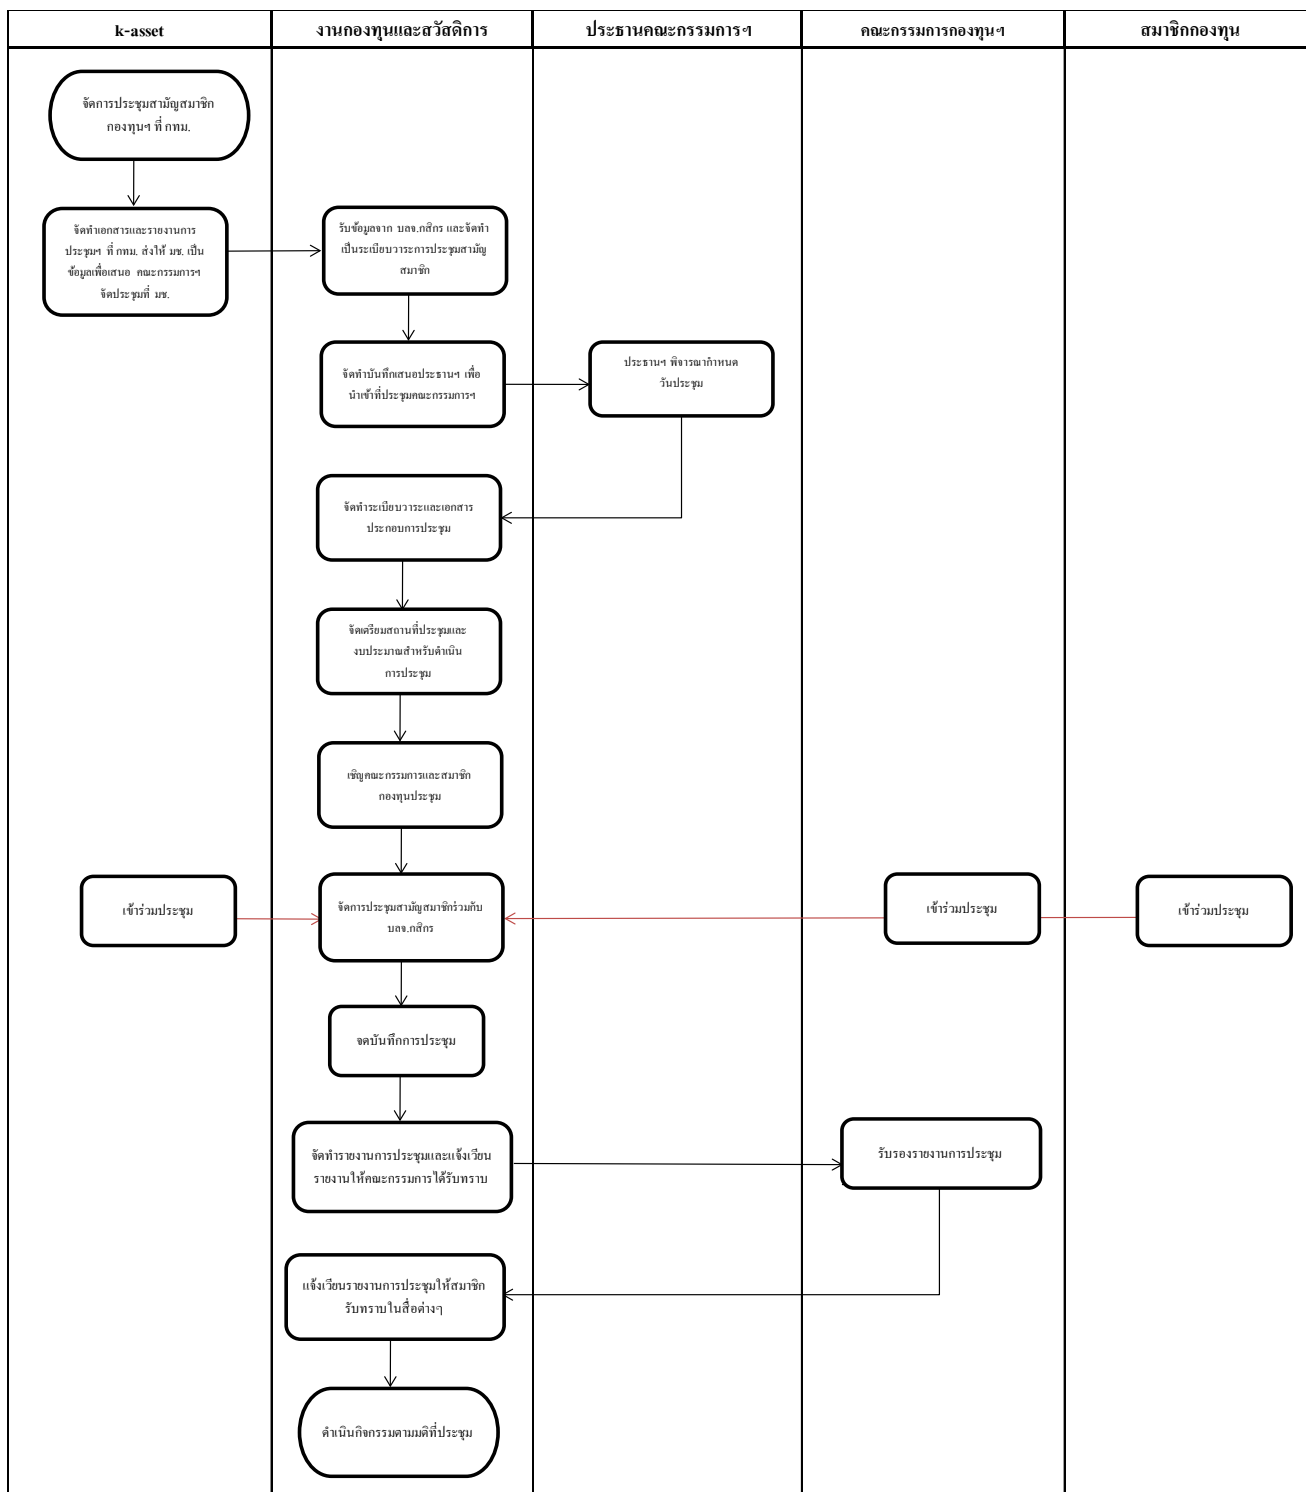 k-asset
งานกองทุนและสวัสดิการ
ประธานคณะกรรมการฯ
คณะกรรมการกองทุนฯ
สมาชิกกองทุน
จัดการประชุมสามัญสมาชิก
กองทุนฯ ที่ กทม.
จัดทำเอกสารและรายงานการ
ประชุมฯ ที่ กทม. ส่งให้ มช. เป็น
ข้อมูลเพื่อเสนอ คณะกรรมการฯ
จัดประชุมที่ มช.
รับข้อมูลจาก บลจ.กสิกร และจัดทำ
เป็นระเบียบวาระการประชุมสามัญ
สมาชิก
จัดทำบันทึกเสนอประธานฯ เพื่อ
นำเข้าที่ประชุมคณะกรรมการฯ
ประธานฯ พิจารณากำหนด
วันประชุม
จัดทำระเบียบวาระและเอกสาร
ประกอบการประชุม
จัดเตรียมสถานที่ประชุมและ
งบประมาณสำหรับดำเนิน
การประชุม
เชิญคณะกรรมการและสมาชิก
กองทุนประชุม
เข้าร่วมประชุม
จัดการประชุมสามัญสมาชิกร่วมกับ
บลจ.กสิกร
เข้าร่วมประชุม
เข้าร่วมประชุม
จดบันทึกการประชุม
จัดทำรายงานการประชุมและแจ้งเวียน
รายงานให้คณะกรรมการได้รับทราบ
รับรองรายงานการประชุม
แจ้งเวียนรายงานการประชุมให้สมาชิก
รับทราบในสื่อต่างๆ
ดำเนินกิจกรรมตามมติที่ประชุม